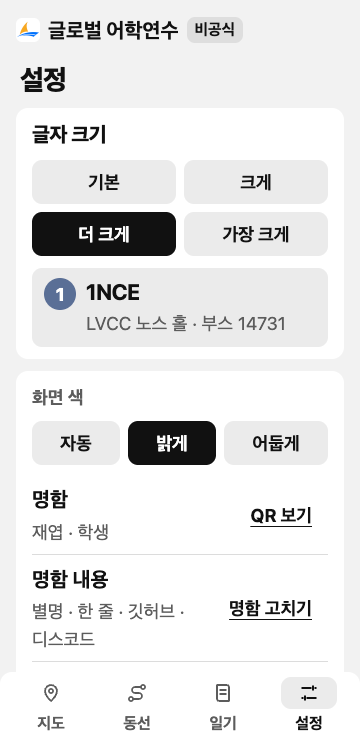 글로벌 어학연수 비공식
설정
글자 크기
기본 크게
더 크게 가장 크게
1 1NCE
LVCC 노스 홀 · 부스 14731
화면 색
자동 밝게 어둡게
명함
재엽 · 학생
QR 보기
명함 내용
별명 · 한 줄 · 깃허브 ·
디스코드
명함 고치기
지도 동선 일기 설정